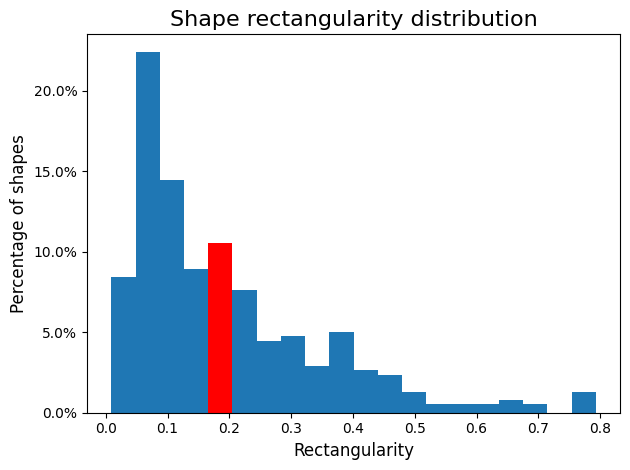 Shape rectangularity distribution
Percentage of shapes
20.0%
15.0%
10.0%
5.0%
0.0%
0.0 0.1 0.2 0.3 0.4 0.5 0.6 0.7 0.8
Rectangularity